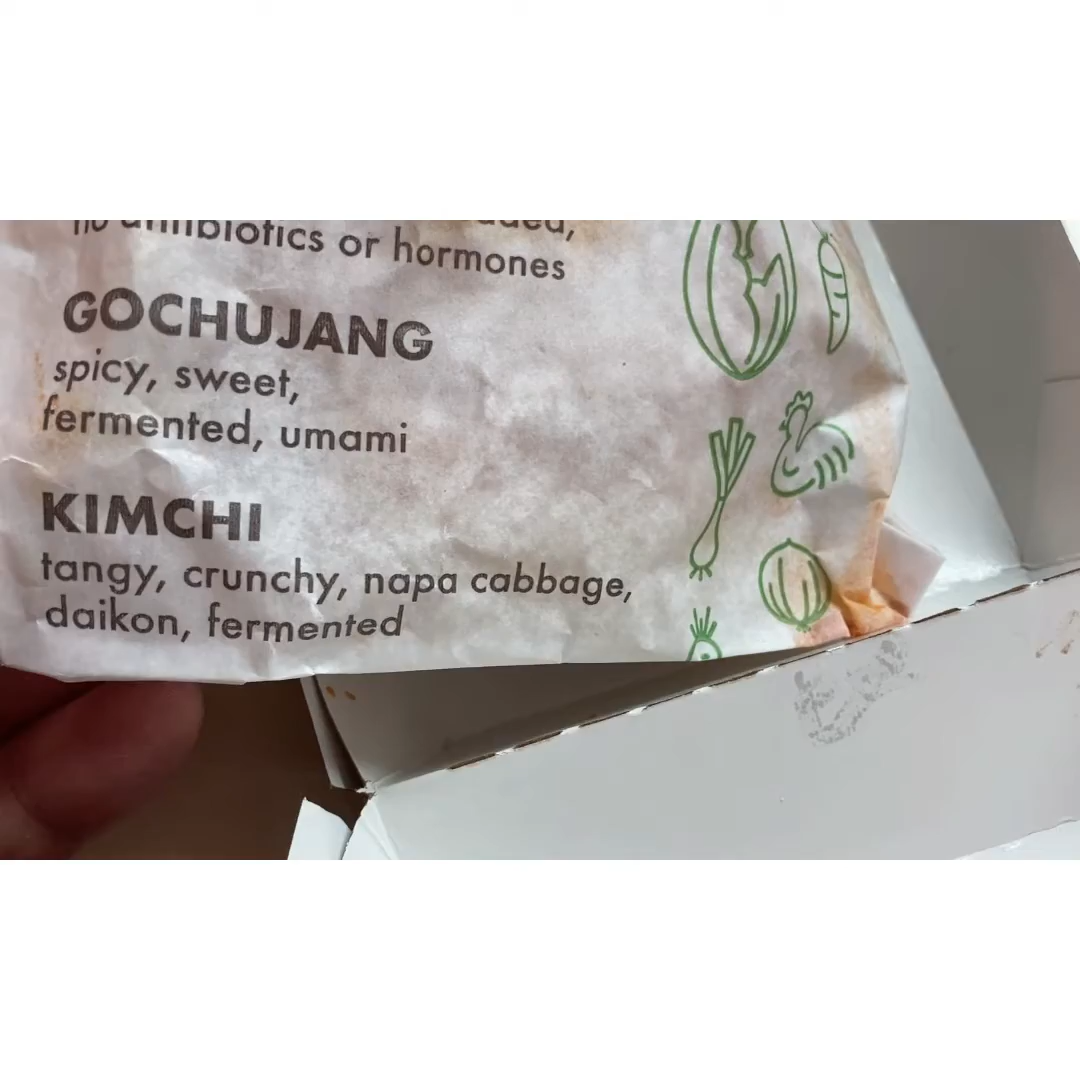 no antibiotics or hormones
GOCHUJANG
spicy, sweet,
fermented, umami
KIMCHI
tangy, crunchy, napa cabbage,
daikon, fermented